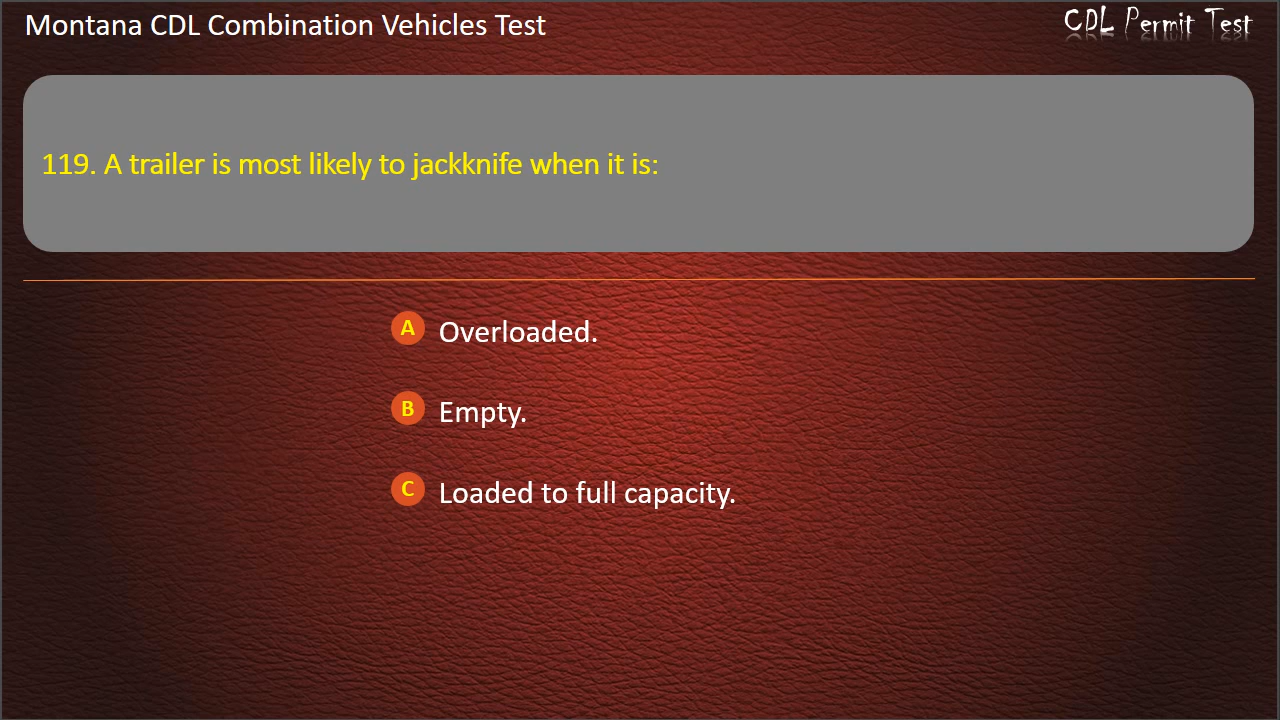 Montana CDL Combination Vehicles Test
CDL Permit Test
119. A trailer is most likely to jackknife when it is:
A Overloaded.
B Empty.
C Loaded to full capacity.